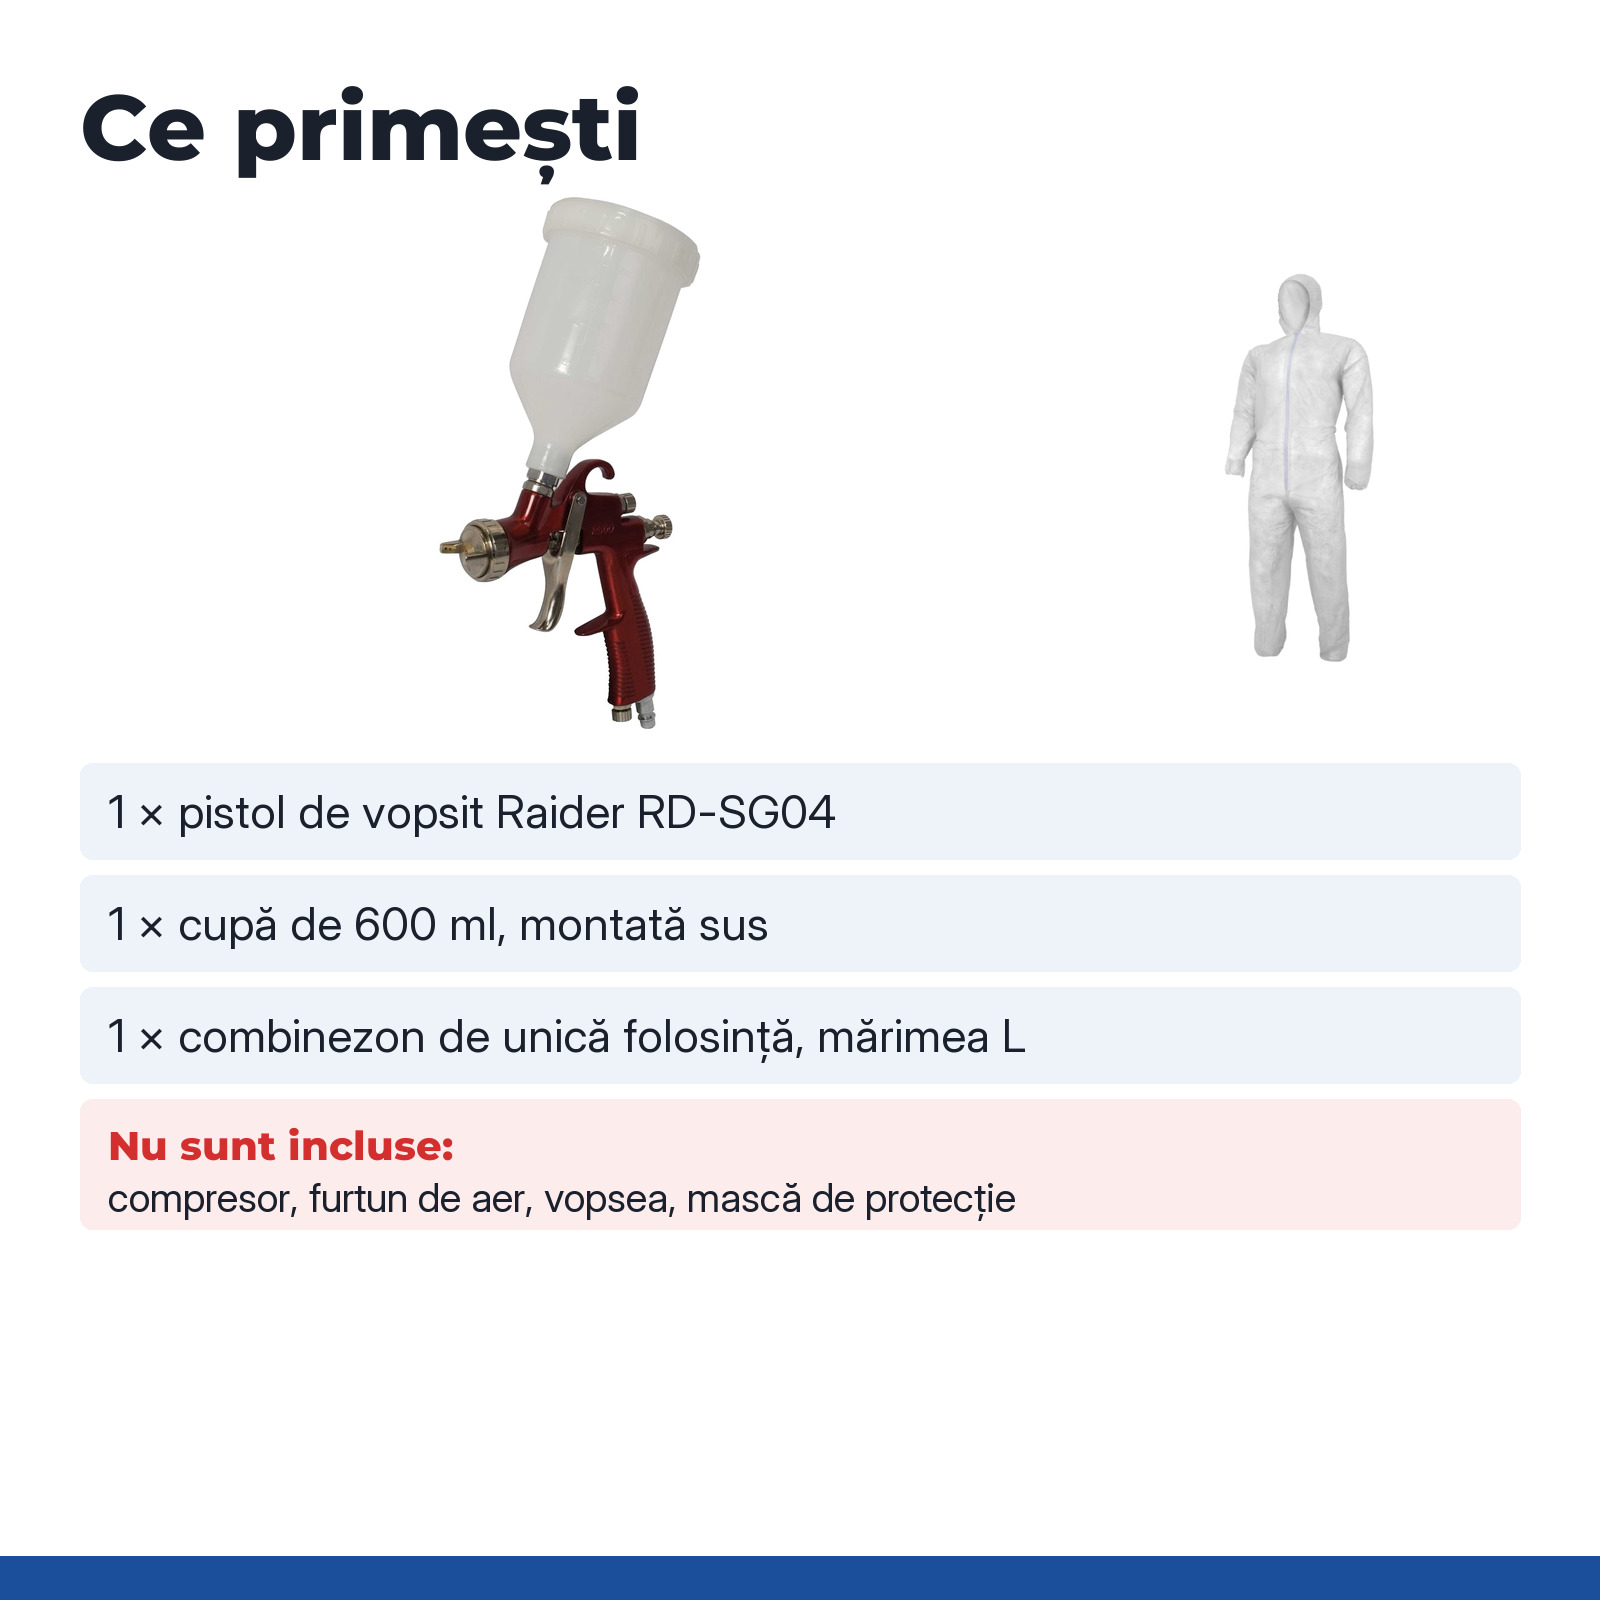 Ce primești
1 × pistol de vopsit Raider RD-SG04
1 × cupă de 600 ml, montată sus
1 × combinezon de unică folosință, mărimea L
Nu sunt incluse:
compresor, furtun de aer, vopsea, mască de protecție